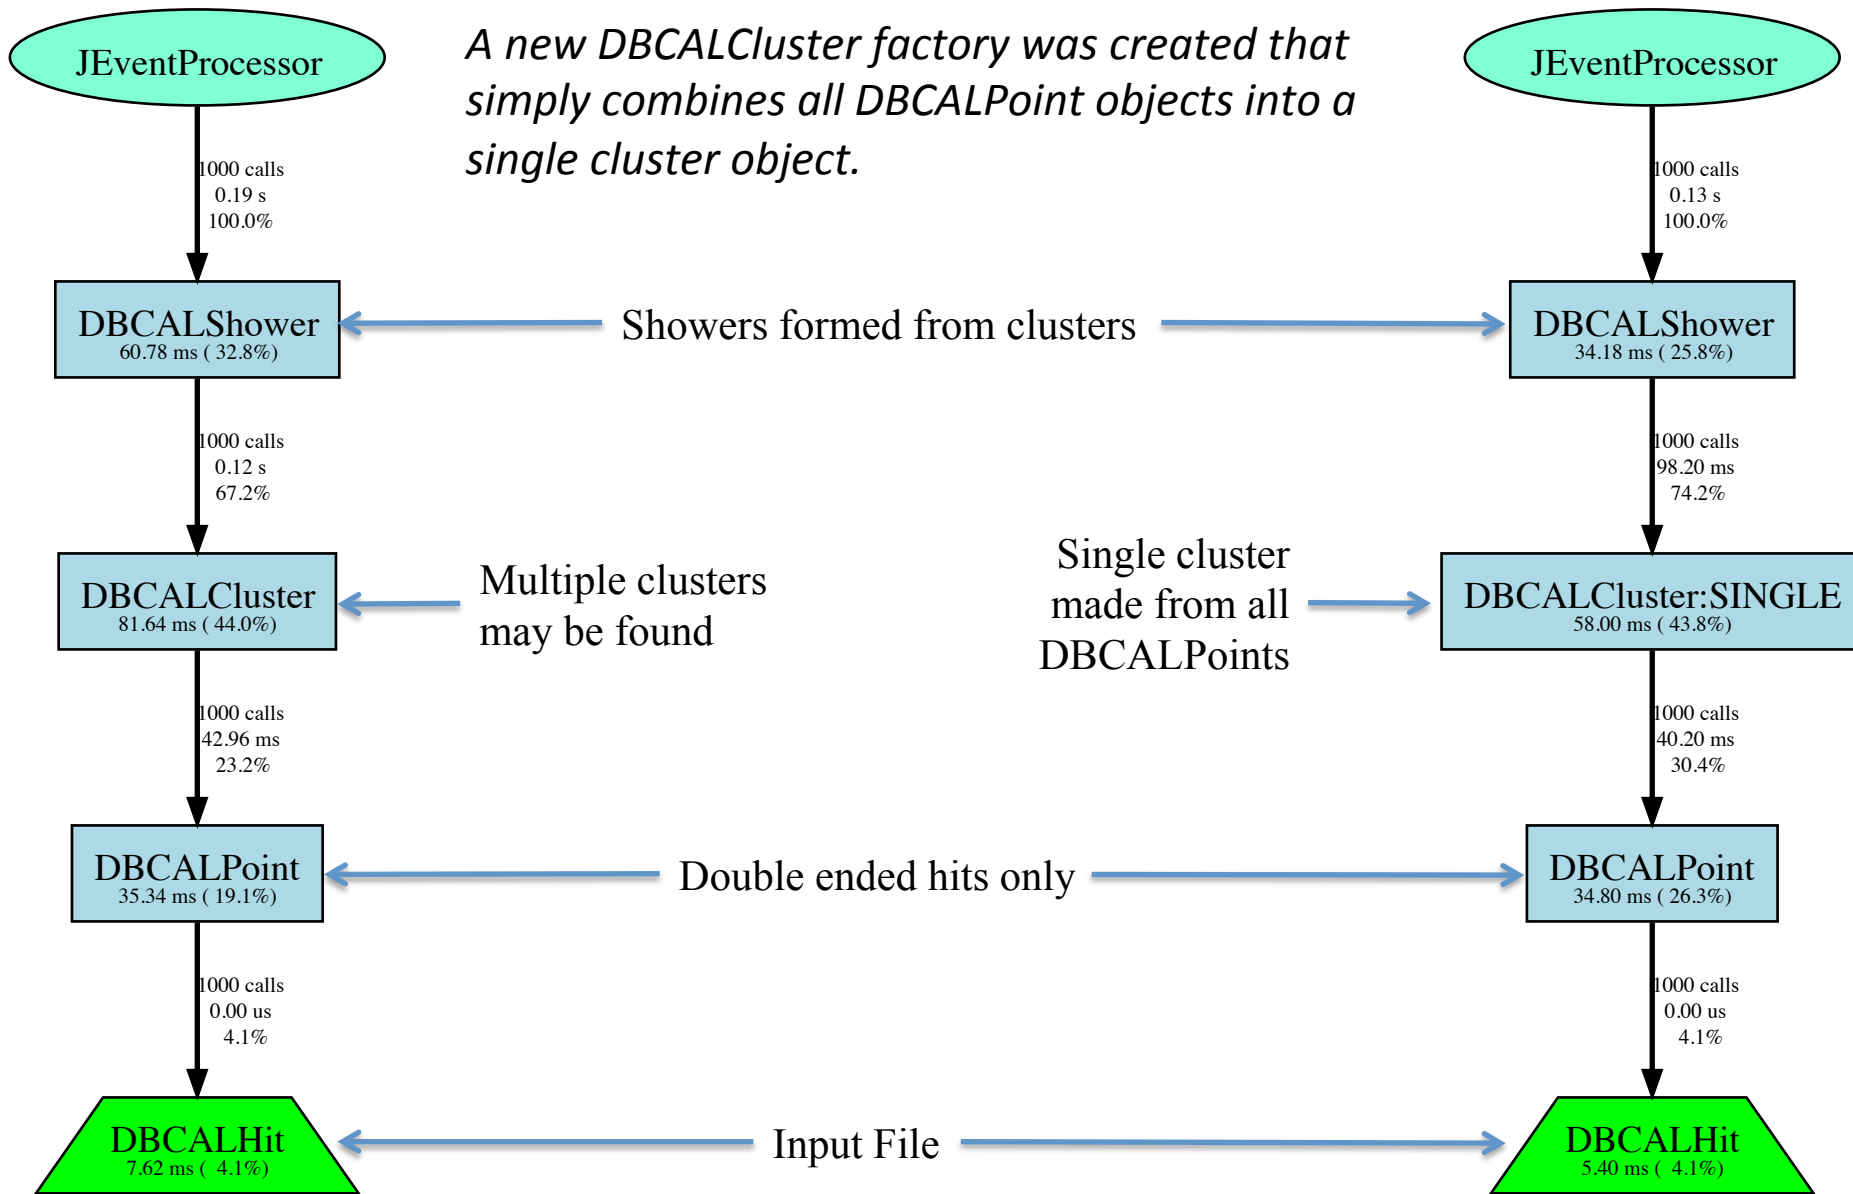 JEventProcessor
A new DBCALCluster factory was created that
simply combines all DBCALPoint objects into a
single cluster object.
JEventProcessor
1000 calls
0.19 s
100.0%
1000 calls
0.13 s
100.0%
DBCALShower
60.78 ms ( 32.8%)
Showers formed from clusters
DBCALShower
34.18 ms ( 25.8%)
1000 calls
0.12 s
67.2%
1000 calls
98.20 ms
74.2%
DBCALCluster
81.64 ms ( 44.0%)
Multiple clusters
may be found
Single cluster
made from all
DBCALPoints
DBCALCluster:SINGLE
58.00 ms ( 43.8%)
1000 calls
42.96 ms
23.2%
1000 calls
40.20 ms
30.4%
DBCALPoint
35.34 ms ( 19.1%)
Double ended hits only
DBCALPoint
34.80 ms ( 26.3%)
1000 calls
0.00 us
4.1%
1000 calls
0.00 us
4.1%
DBCALHit
7.62 ms ( 4.1%)
Input File
DBCALHit
5.40 ms ( 4.1%)